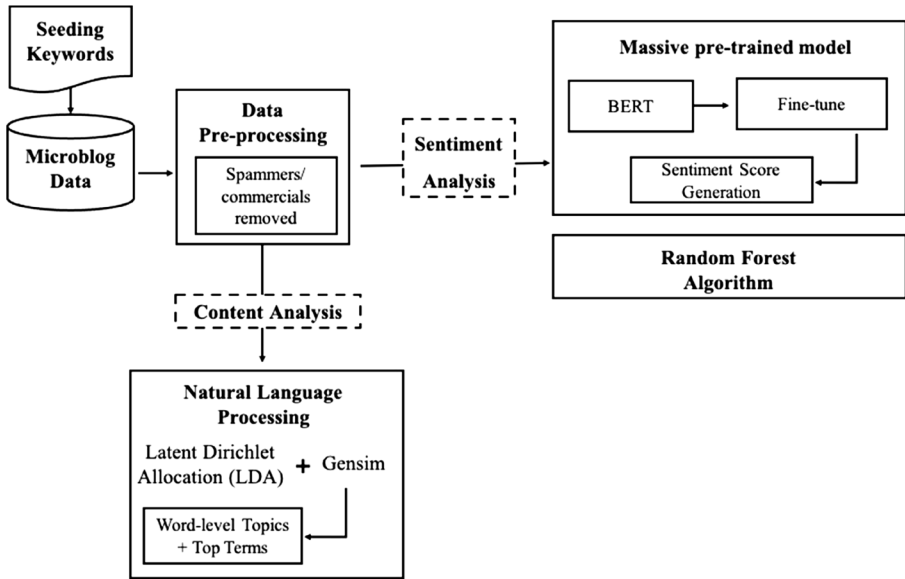 Seeding
Keywords
Microblog
Data
Data
Pre-processing
Spammers/
commercials
removed
Sentiment
Analysis
Massive pre-trained model
BERT
Fine-tune
Sentiment Score
Generation
Random Forest
Algorithm
Content Analysis
Natural Language
Processing
Latent Dirichlet
Allocation (LDA)
+
Gensim
Word-level Topics
+ Top Terms